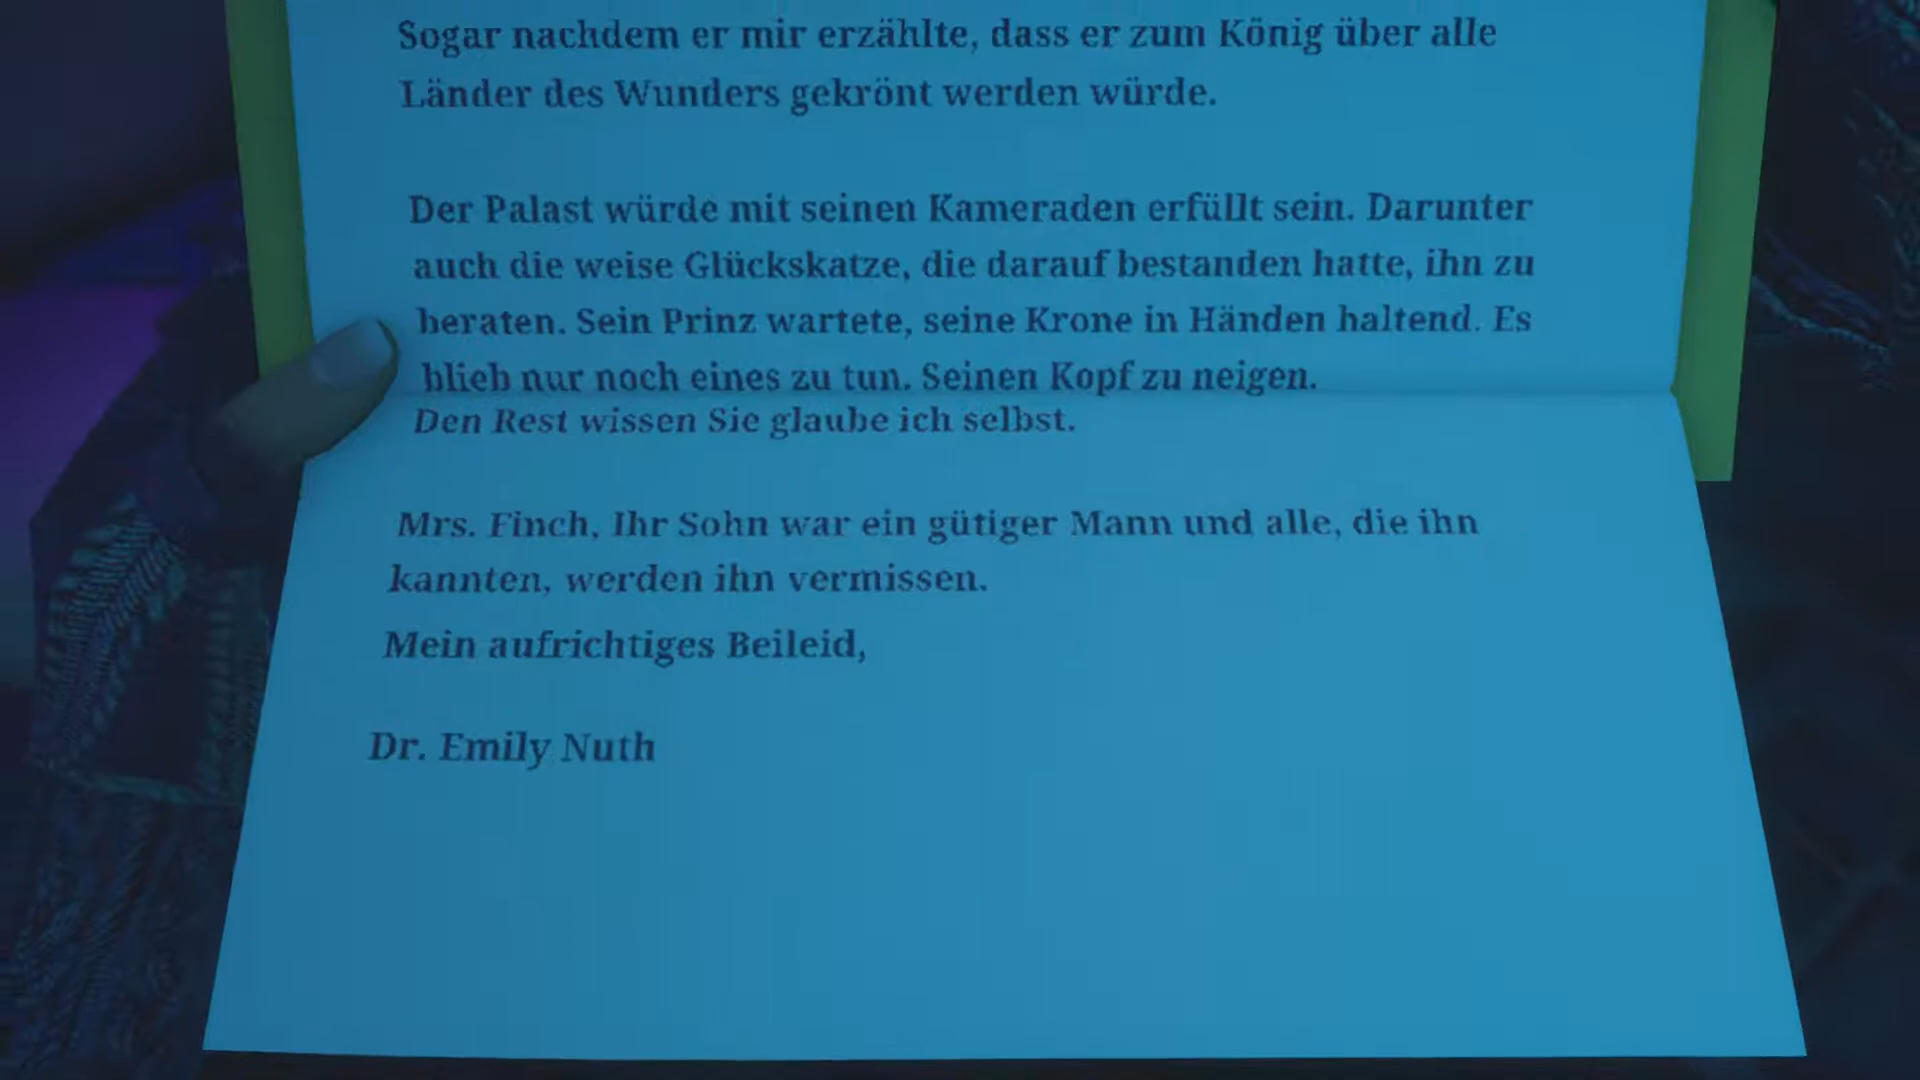 Sogar nachdem er mir erzählte, dass er zum König über alle
Länder des Wunders gekrönt werden würde.
Der Palast würde mit seinen Kameraden erfüllt sein. Darunter
auch die weise Glückskatze, die darauf bestanden hatte, ihn zu
beraten. Sein Prinz wartete, seine Krone in Händen haltend. Es
blieb nur noch eines zu tun. Seinen Kopf zu neigen.
Den Rest wissen Sie glaube ich selbst.
Mrs. Finch, Ihr Sohn war ein gütiger Mann und alle, die ihn
kannten, werden ihn vermissen.
Mein aufrichtiges Beileid,
Dr. Emily Nuth